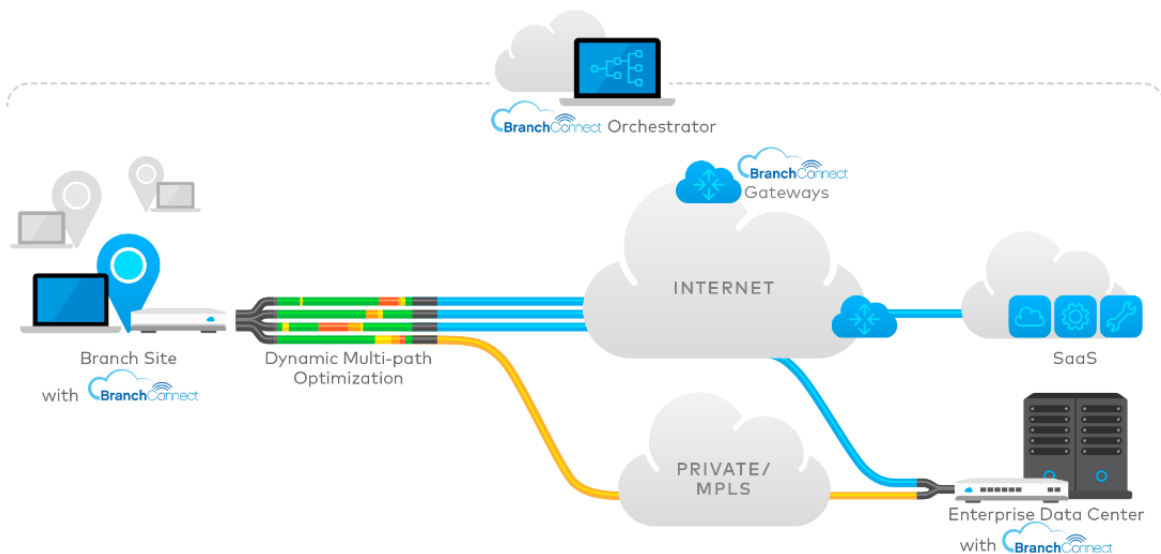 BranchConnect Orchestrator
BranchConnect
Gateways
INTERNET
Branch Site
with BranchConnect
Dynamic Multi-path
Optimization
SaaS
PRIVATE/
MPLS
Enterprise Data Center
with BranchConnect